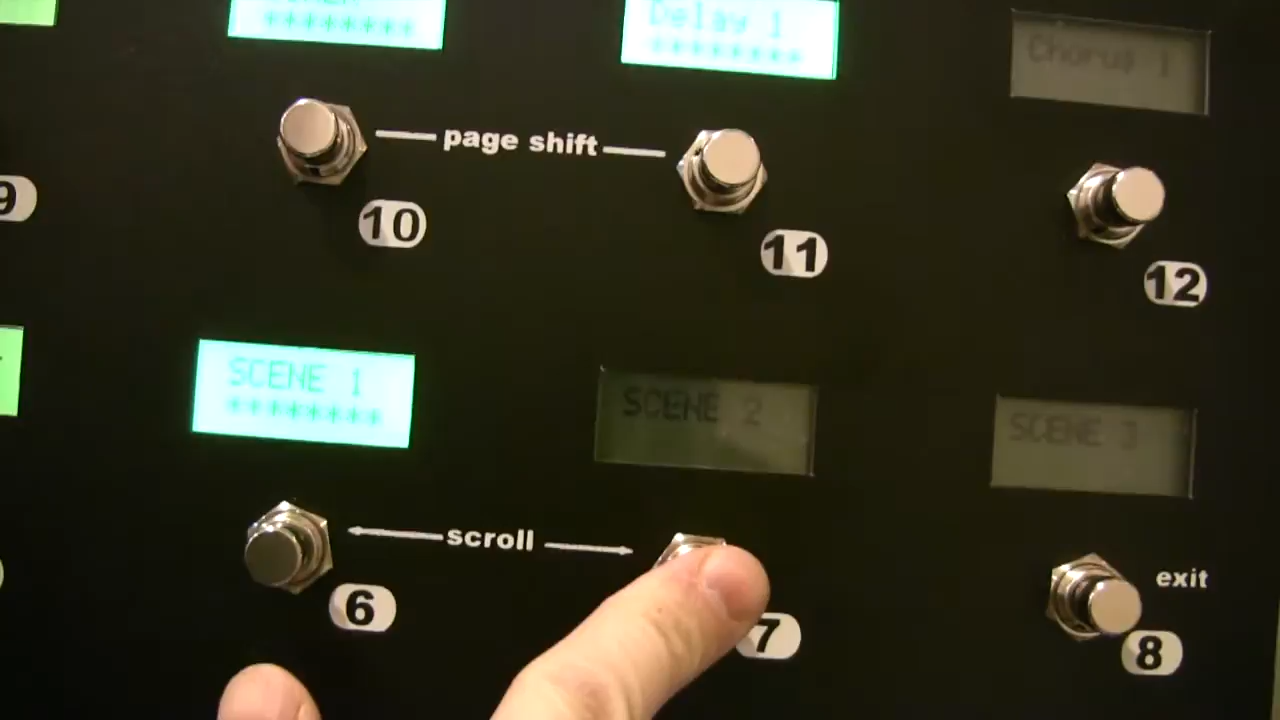 Delay 1
********
********
Chorus 1
page shift
9
10
11
12
SCENE 1
********
SCENE 2
SCENE 3
scroll
exit
6
7
8